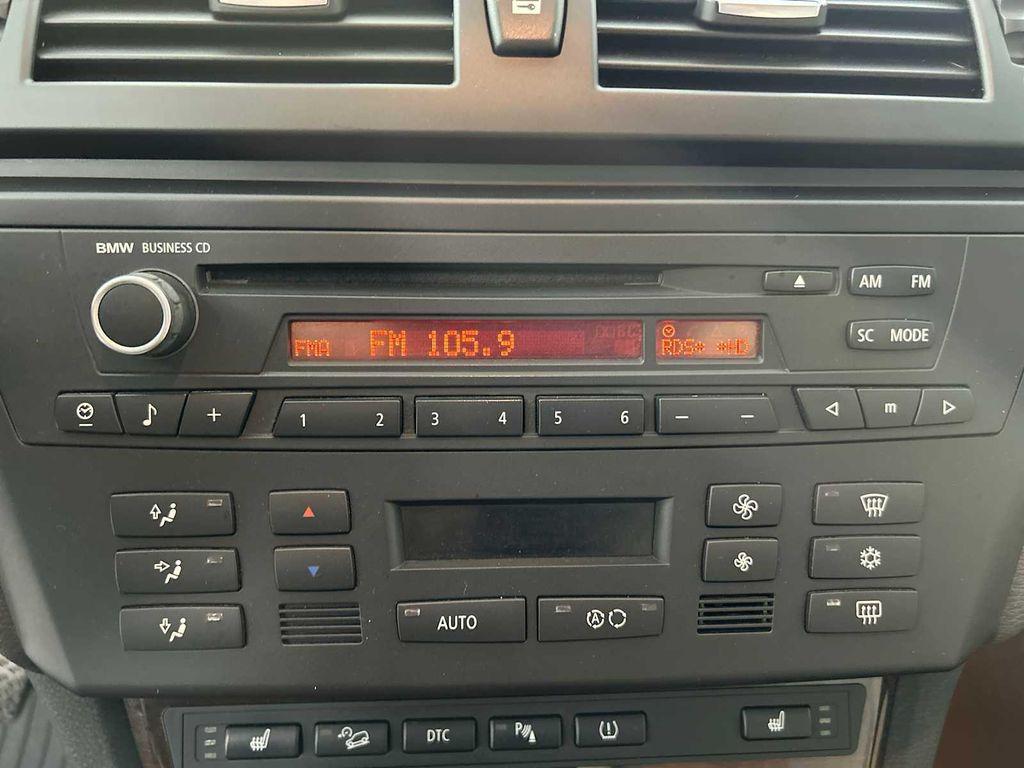 BMW BUSINESS CD
AM FM
FMA FM 105.9
RDS* *HD
SC MODE
+ 1 2 3 4 5 6 — — m
AUTO
A
DTC
P